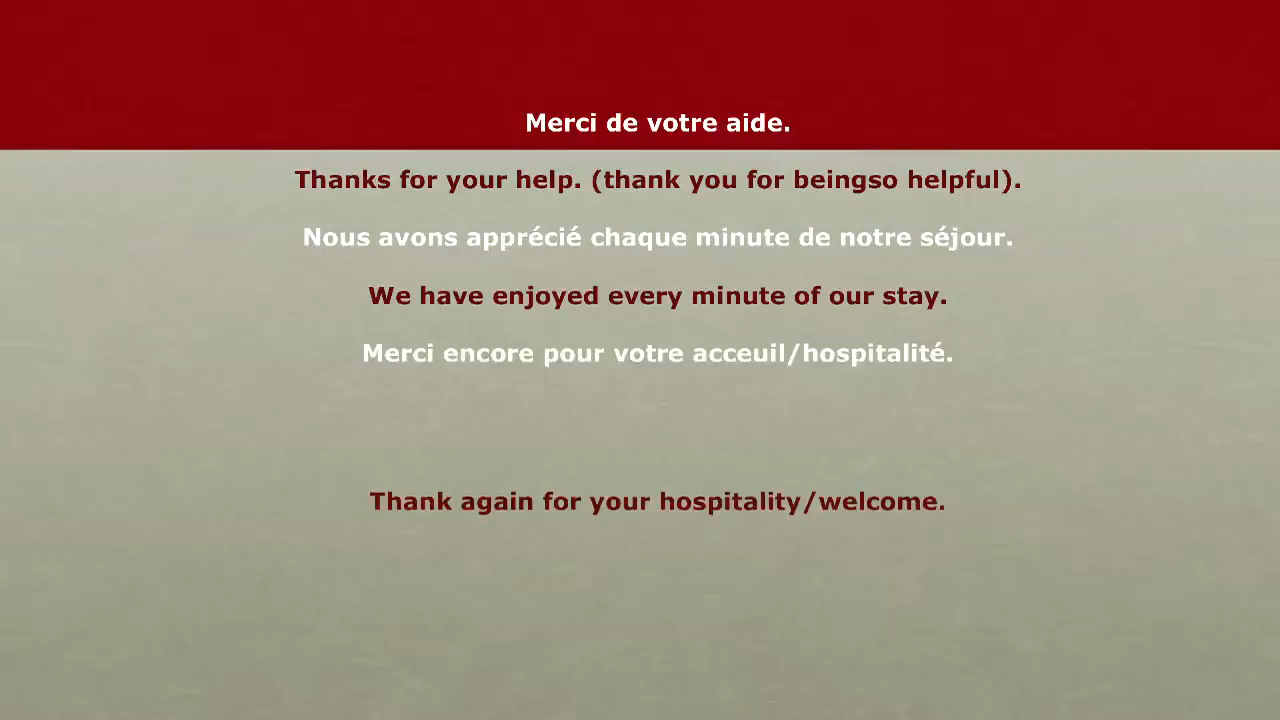 Merci de votre aide.
Thanks for your help. (thank you for beingso helpful).
Nous avons apprécié chaque minute de notre séjour.
We have enjoyed every minute of our stay.
Merci encore pour votre acceuil/hospitalité.
Thank again for your hospitality/welcome.